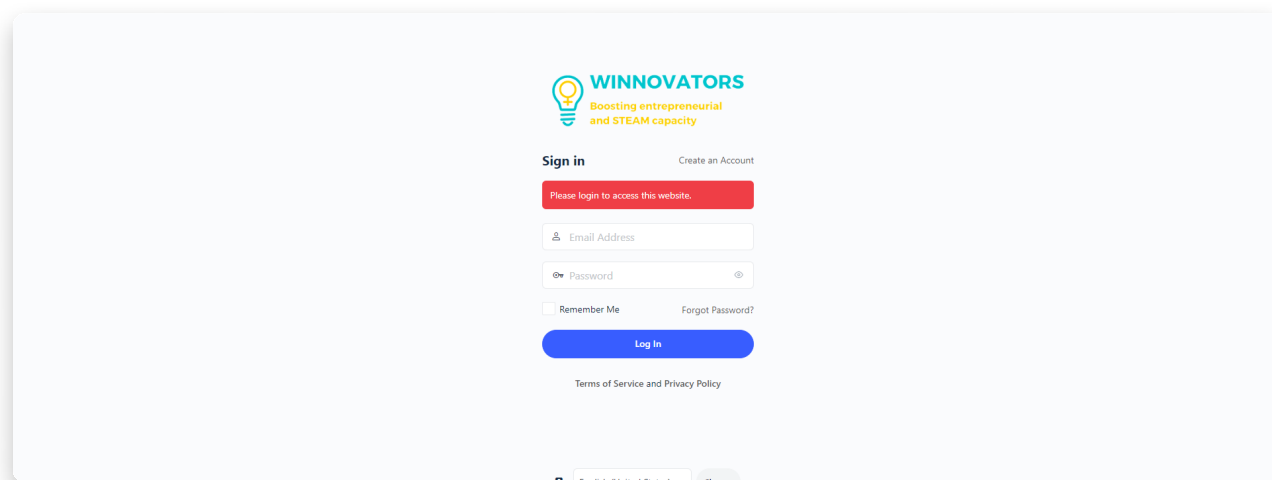 WINNOVATORS
Boosting entrepreneurial
and STEAM capacity
Sign in
Create an Account
Please login to access this website.
Email Address
Password
Remember Me
Forgot Password?
Log In
Terms of Service and Privacy Policy